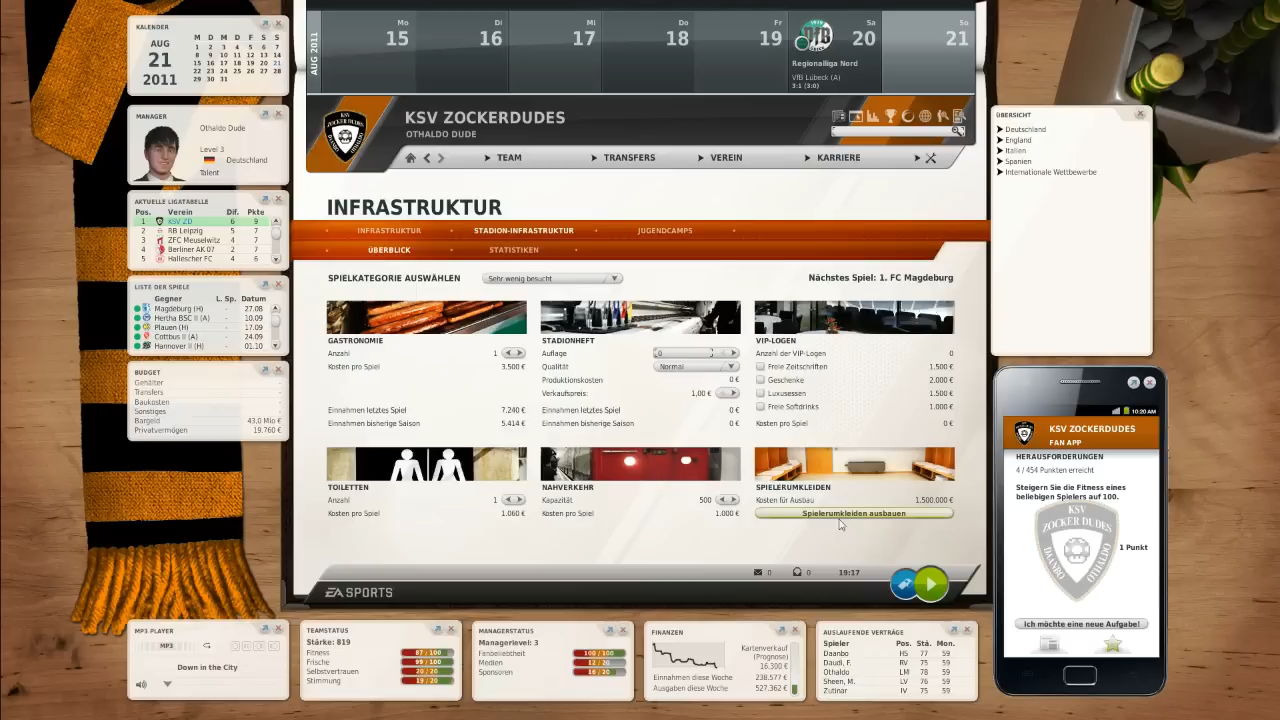 KALENDER
AUG
21
2011
M D M D F S S
1 2 3 4 5 6 7
8 9 10 11 12 13 14
15 16 17 18 19 20 21
22 23 24 25 26 27 28
29 30 31
MANAGER
Othaldo Dude
Level 3
Deutschland
Talent
AKTUELLE LIGATABELLE
Pos. Verein Dif. Pkte
1 KSV ZD 6 9
2 RB Leipzig 5 7
3 ZFC Meuselwitz 4 7
4 Berliner AK 07 2 7
5 Hallescher FC 4 6
LISTE DER SPIELE
Gegner L. Sp. Datum
Magdeburg (H) - 27.08
Hertha BSC II (A) - 10.09
Plauen (H) - 17.09
Cottbus II (A) - 24.09
Hannover II (H) - 01.10
BUDGET
Gehälter -
Transfers -
Baukosten -
Sonstiges -
Bargeld 43,0 Mio €
Privatvermögen 19.760 €
AUG 2011
Mo 15
Di 16
Mi 17
Do 18
Fr 19
Sa 20
So 21
Regionalliga Nord
VfB Lübeck (A)
3:1 (3:0)
KSV ZOCKERDUDES
OTHALDO DUDE
TEAM
TRANSFERS
VEREIN
KARRIERE
INFRASTRUKTUR
INFRASTRUKTUR STADION-INFRASTRUKTUR JUGENDCAMPS
ÜBERBLICK STATISTIKEN
SPIELKATEGORIE AUSWÄHLEN Sehr wenig besucht Nächstes Spiel: 1. FC Magdeburg
GASTRONOMIE
Anzahl 1
Kosten pro Spiel 3.500 €
Einnahmen letztes Spiel 7.240 €
Einnahmen bisherige Saison 5.414 €
STADIONHEFT
Auflage 0
Qualität Normal
Produktionskosten 0 €
Verkaufspreis: 1,00 €
Einnahmen letztes Spiel 0 €
Einnahmen bisherige Saison 0 €
VIP-LOGEN
Anzahl der VIP-Logen 0
Freie Zeitschriften 1.500 €
Geschenke 2.000 €
Luxusessen 1.500 €
Freie Softdrinks 1.000 €
Kosten pro Spiel 0 €
TOILETTEN
Anzahl 1
Kosten pro Spiel 1.060 €
NAHVERKEHR
Kapazität 500
Kosten pro Spiel 1.000 €
SPIELERUMKLEIDEN
Kosten für Ausbau 1.500.000 €
Spielerumkleiden ausbauen
0 0 19:17
EA SPORTS
ÜBERSICHT
Deutschland
England
Italien
Spanien
Internationale Wettbewerbe
10:20 AM
KSV ZOCKERDUDES
FAN APP
HERAUSFORDERUNGEN
4 / 454 Punkten erreicht
Steigern Sie die Fitness eines
beliebigen Spielers auf 100.
KSV
ZOCKER DUDES
DAANBO OTHALDO
1 Punkt
Ich möchte eine neue Aufgabe!
MP3-PLAYER
MP3
Down in the City
TEAMSTATUS
Stärke: 819
Fitness 87 / 100
Frische 99 / 100
Selbstvertrauen 20 / 20
Stimmung 19 / 20
MANAGERSTATUS
Managerlevel: 3
Fanbeliebtheit 100 / 100
Medien 12 / 20
Sponsoren 16 / 20
FINANZEN
Kartenverkauf
(Prognose)
16.300 €
Einnahmen diese Woche 238.577 €
Ausgaben diese Woche 527.362 €
AUSLAUFENDE VERTRÄGE
Spieler Pos. Stä. Mon.
Daanbo HS 77 59
Daudi, F. RV 75 59
Othaldo LM 78 59
Sheen, M. LV 76 59
Zutinar IV 75 59